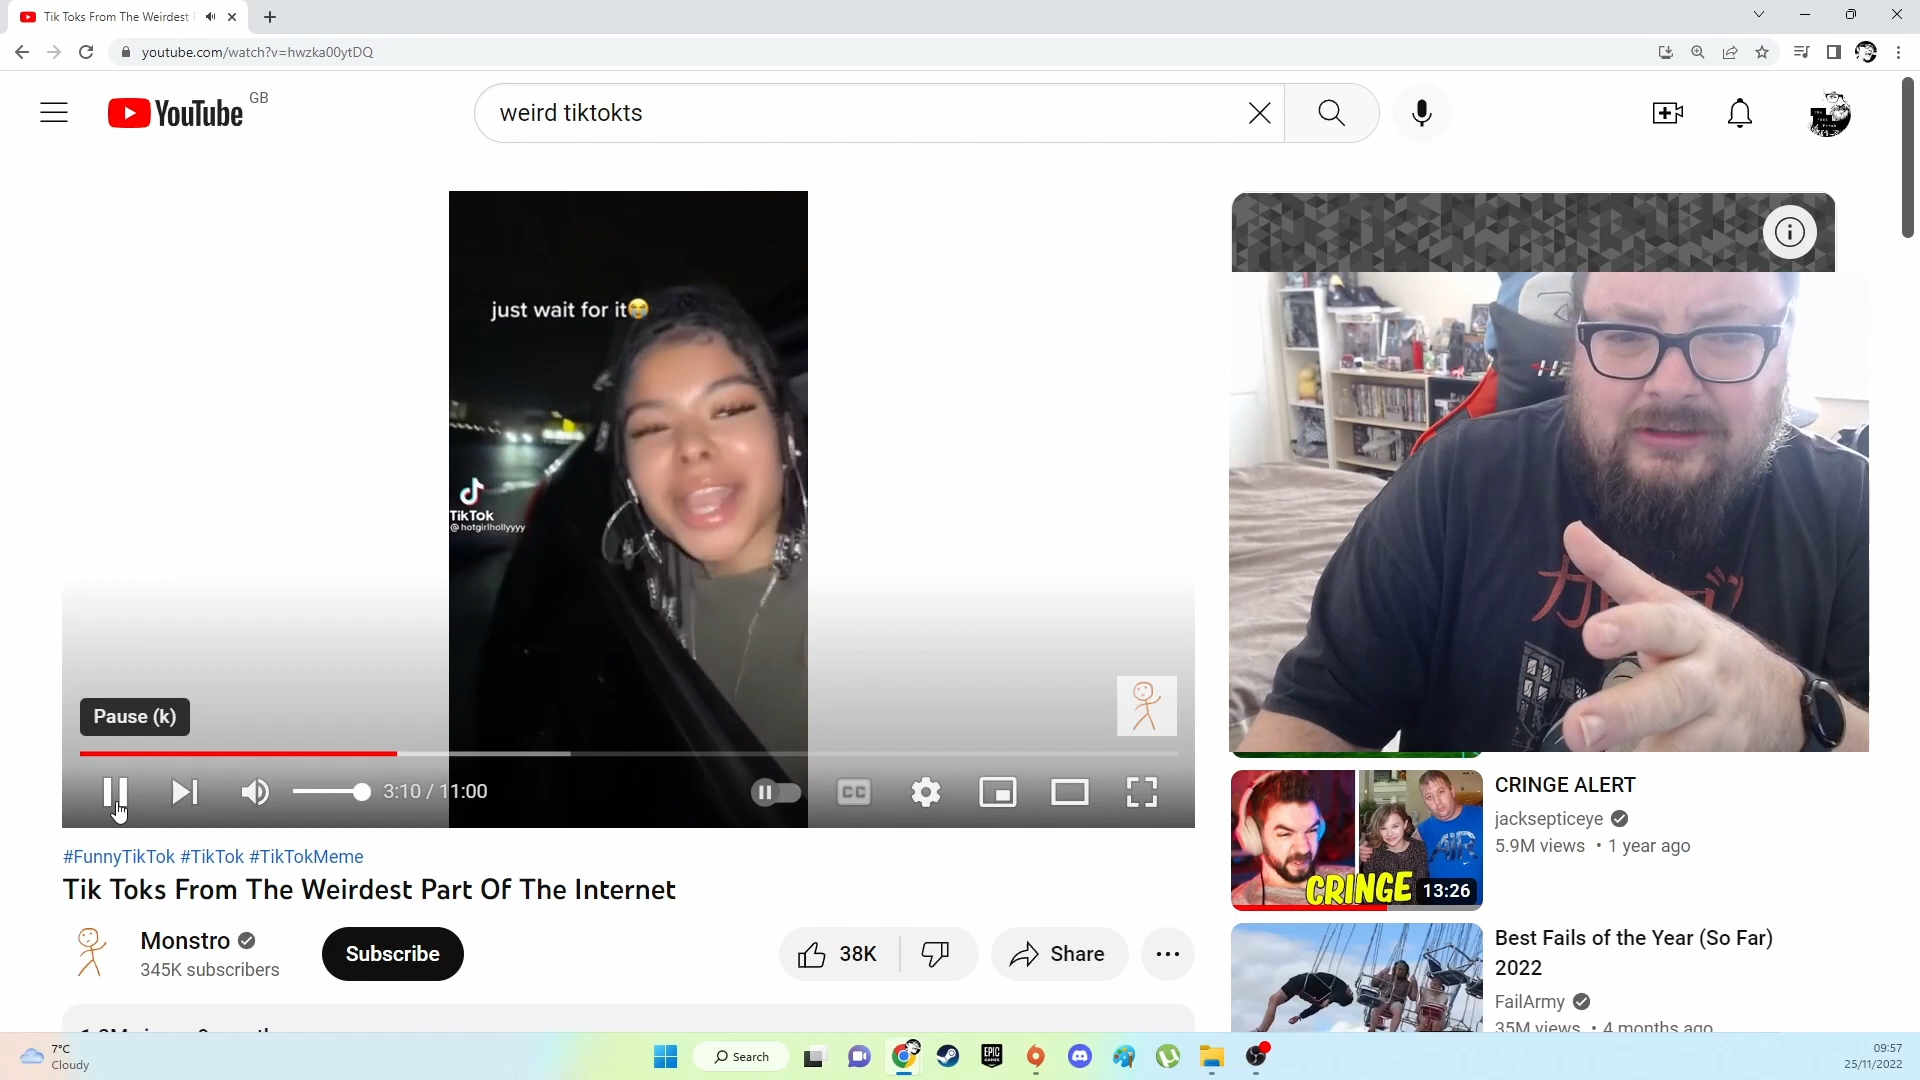 Tik Toks From The Weirdest
youtube.com/watch?v=hwzka00ytDQ
YouTube GB
weird tiktokts
just wait for it😭
TikTok
@hotgirlhollyyyy
カ
Pause (k)
3:10 / 11:00
CC
#FunnyTikTok #TikTok #TikTokMeme
Tik Toks From The Weirdest Part Of The Internet
Monstro
345K subscribers
Subscribe
38K
Share
CRINGE
13:26
CRINGE ALERT
jacksepticeye
5.9M views • 1 year ago
Best Fails of the Year (So Far)
2022
FailArmy
35M views • 4 months ago
7°C
Cloudy
Search
EPIC
GAMES
09:57
25/11/2022